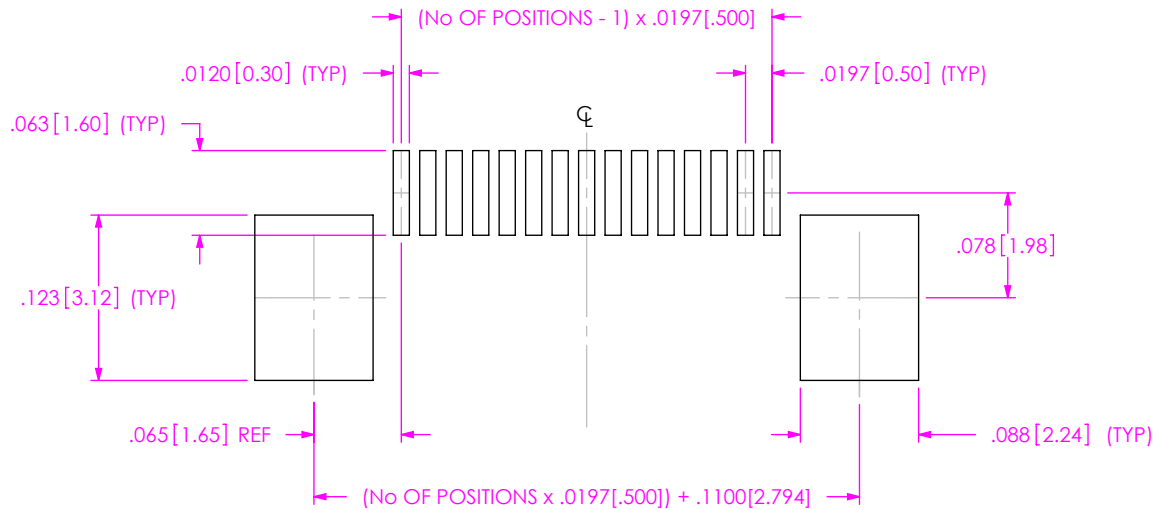 (No OF POSITIONS - 1) x .0197[.500]
.0120[0.30] (TYP)
.0197[0.50] (TYP)
.063[1.60] (TYP)
℄
.078[1.98]
.123[3.12] (TYP)
.065[1.65] REF
.088[2.24] (TYP)
(No OF POSITIONS x .0197[.500]) + .1100[2.794]